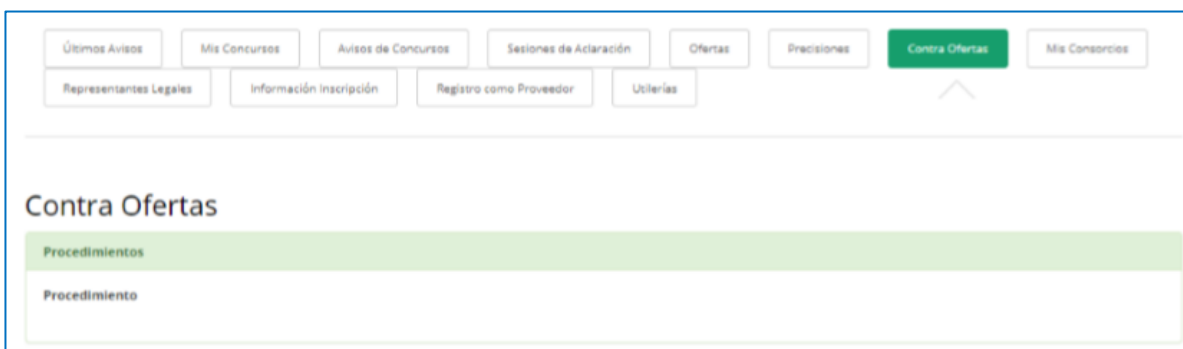 Últimos Avisos Mis Concursos Avisos de Concursos Sesiones de Aclaración Ofertas Precisiones Contra Ofertas Mis Consorcios
Representantes Legales Información Inscripción Registro como Proveedor Utilerías
Contra Ofertas
Procedimientos
Procedimiento